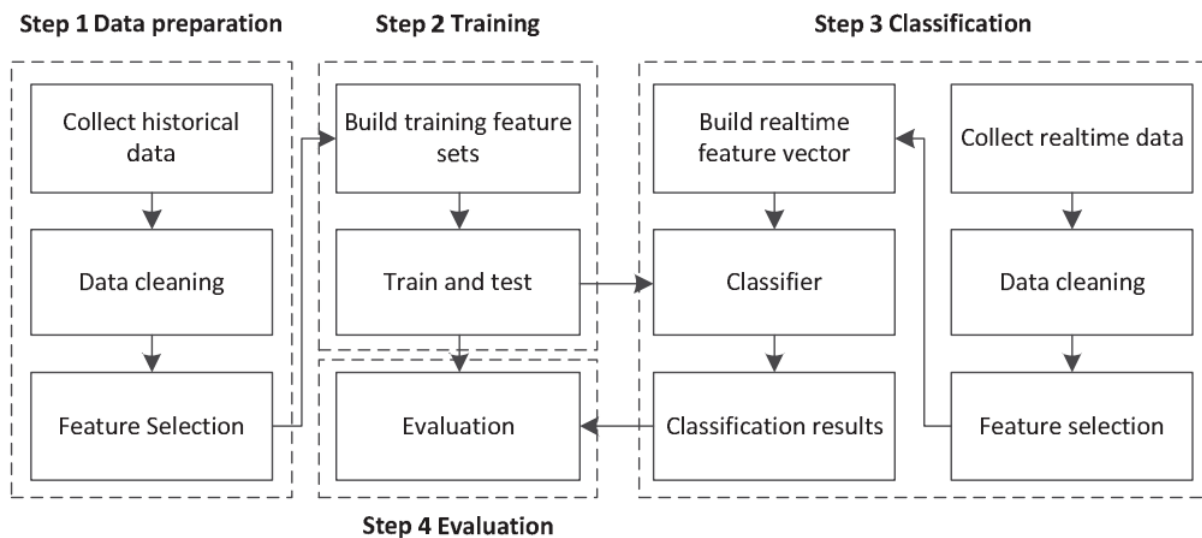 Step 1 Data preparation
Collect historical
data
Data cleaning
Feature Selection
Step 2 Training
Build training feature
sets
Train and test
Evaluation
Step 4 Evaluation
Step 3 Classification
Build realtime
feature vector
Classifier
Classification results
Collect realtime data
Data cleaning
Feature selection